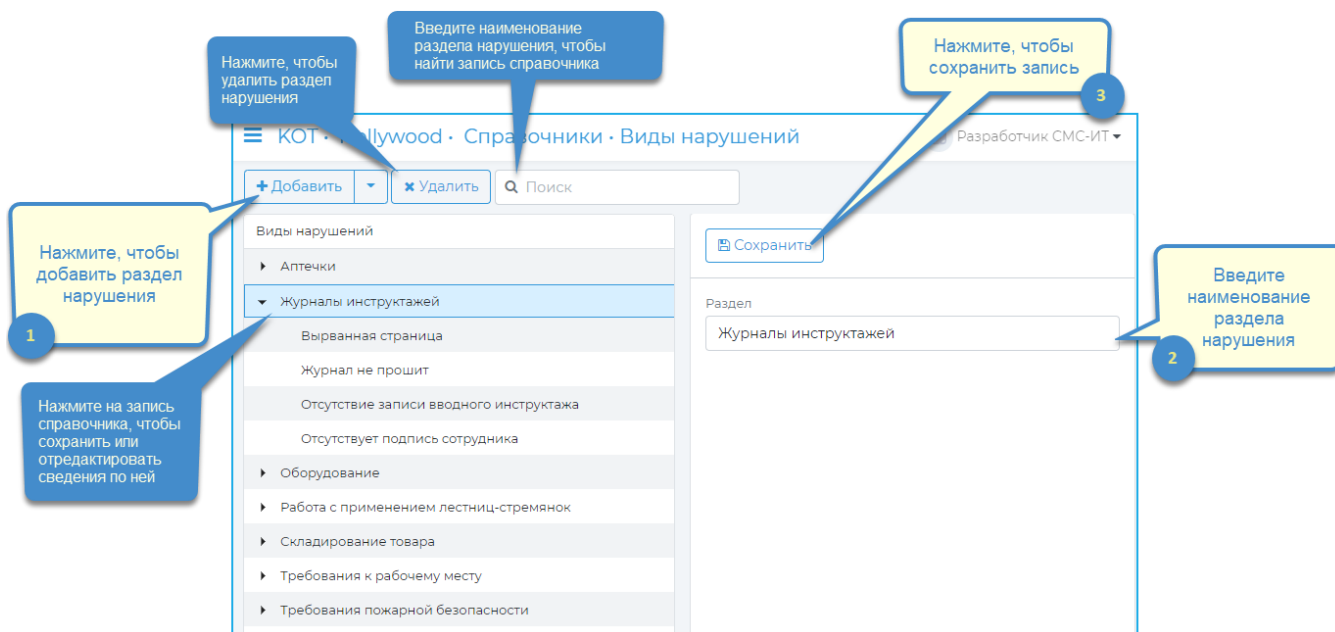 Введите наименование
раздела нарушения, чтобы
найти запись справочника
Нажмите, чтобы
удалить раздел
нарушения
Нажмите, чтобы
сохранить запись
3
КОТ · Hollywood · Справочники · Виды нарушений
Разработчик СМС-ИТ
Добавить
Удалить
Поиск
Нажмите, чтобы
добавить раздел
нарушения
1
Виды нарушений
Аптечки
Журналы инструктажей
Вырванная страница
Журнал не прошит
Отсутствие записи вводного инструктажа
Отсутствует подпись сотрудника
Оборудование
Работа с применением лестниц-стремянок
Складирование товара
Требования к рабочему месту
Требования пожарной безопасности
Сохранить
Раздел
Журналы инструктажей
Введите
наименование
раздела
нарушения
2
Нажмите на запись
справочника, чтобы
сохранить или
отредактировать
сведения по ней